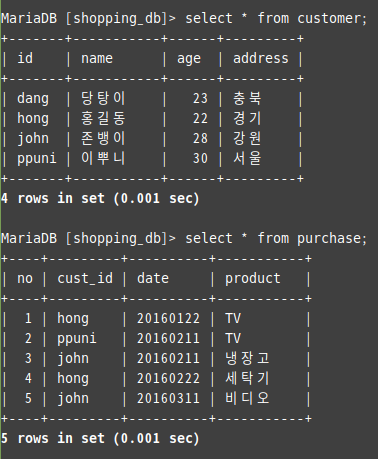 MariaDB [shopping_db]> select * from customer;
+-------+-----------+------+---------+
| id    | name      | age  | address |
+-------+-----------+------+---------+
| dang  | 당탕이    |   23 | 충북    |
| hong  | 홍길동    |   22 | 경기    |
| john  | 존뱅이    |   28 | 강원    |
| ppuni | 이뿌니    |   30 | 서울    |
+-------+-----------+------+---------+
4 rows in set (0.001 sec)
MariaDB [shopping_db]> select * from purchase;
+----+---------+----------+-----------+
| no | cust_id | date     | product   |
+----+---------+----------+-----------+
|  1 | hong    | 20160122 | TV        |
|  2 | ppuni   | 20160211 | TV        |
|  3 | john    | 20160211 | 냉장고    |
|  4 | hong    | 20160222 | 세탁기    |
|  5 | john    | 20160311 | 비디오    |
+----+---------+----------+-----------+
5 rows in set (0.001 sec)